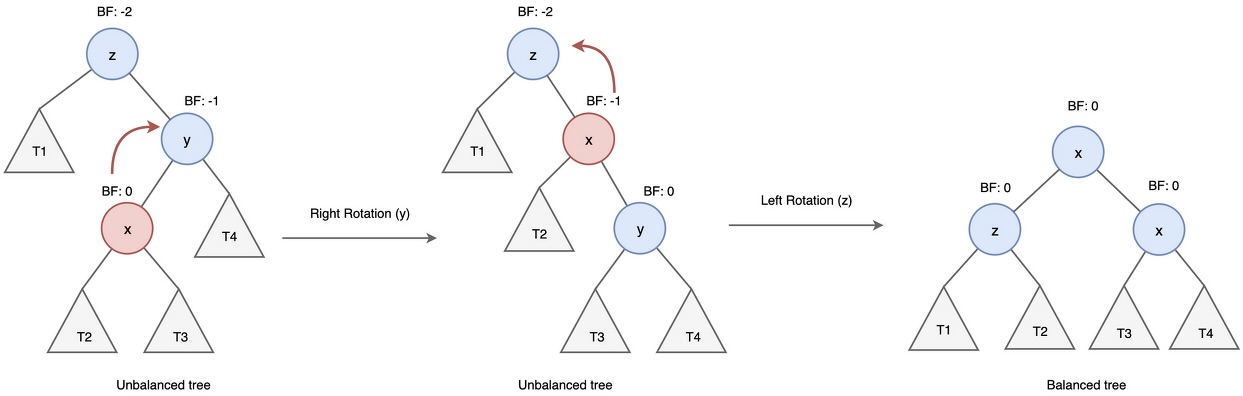 BF: -2
z
BF: -1
T1
y
BF: 0
x
T4
T2
T3
Unbalanced tree
Right Rotation (y)
BF: -2
z
BF: -1
T1
x
BF: 0
T2
y
T3
T4
Unbalanced tree
Left Rotation (z)
BF: 0
x
BF: 0
BF: 0
z
x
T1
T2
T3
T4
Balanced tree